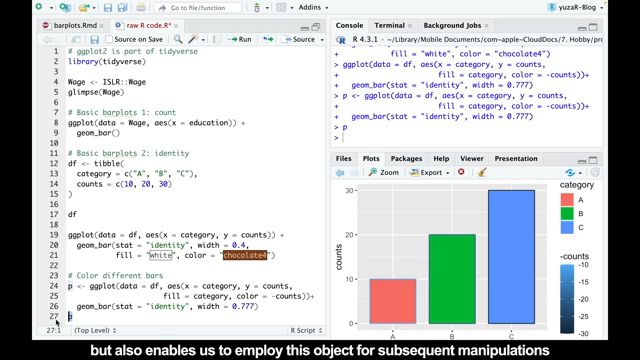 Go to file/function
Addins
yuzaR-Blog
barplots.Rmd
raw R code.R*
Source on Save
Run
Source
1 # ggplot2 is part of tidyverse
2 library(tidyverse)
3
4 Wage <- ISLR::Wage
5 glimpse(Wage)
6
7 # Basic barplots 1: count
8 ggplot(data = Wage, aes(x = education)) +
9 geom_bar()
10
11 # Basic barplots 2: identity
12 df <- tibble(
13 category = c("A", "B", "C"),
14 counts = c(10, 20, 30)
15 )
16
17 df
18
19 ggplot(data = df, aes(x = category, y = counts)) +
20 geom_bar(stat = "identity", width = 0.4,
21 fill = "white", color = "chocolate4")
22
23 # Color different bars
24 p <- ggplot(data = df, aes(x = category, y = counts,
25 fill = category, color = -counts))+
26 geom_bar(stat = "identity", width = 0.777)
27 p
27:1 (Top Level) R Script
Console Terminal Background Jobs
R 4.3.1 · ~/Library/Mobile Documents/com~apple~CloudDocs/7. Hobby/pro
fill = "white", color = "chocolate4")
> ggplot(data = df, aes(x = category, y = counts,
+ fill = category, color = -counts))+
+ geom_bar(stat = "identity", width = 0.777)
> p <- ggplot(data = df, aes(x = category, y = counts,
+ fill = category, color = -counts))+
+ geom_bar(stat = "identity", width = 0.777)
> p
>
Files Plots Packages Help Viewer Presentation
Zoom Export
30
20
10
0
counts
A B C
category
A
B
C
-counts
-10
-15
-20
-25
-30
but also enables us to employ this object for subsequent manipulations